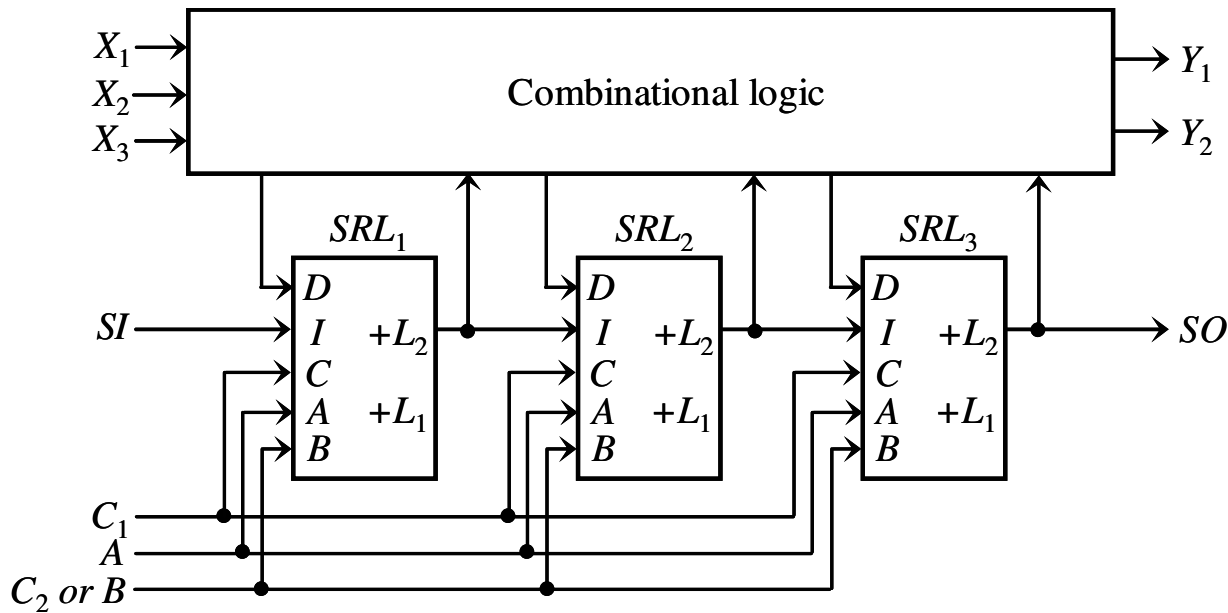 X1
X2
X3
Combinational logic
Y1
Y2
SRL1
SRL2
SRL3
D
D
D
SI
I
+L2
I
+L2
I
+L2
SO
C
C
C
A
+L1
A
+L1
A
+L1
B
B
B
C1
A
C2 or B